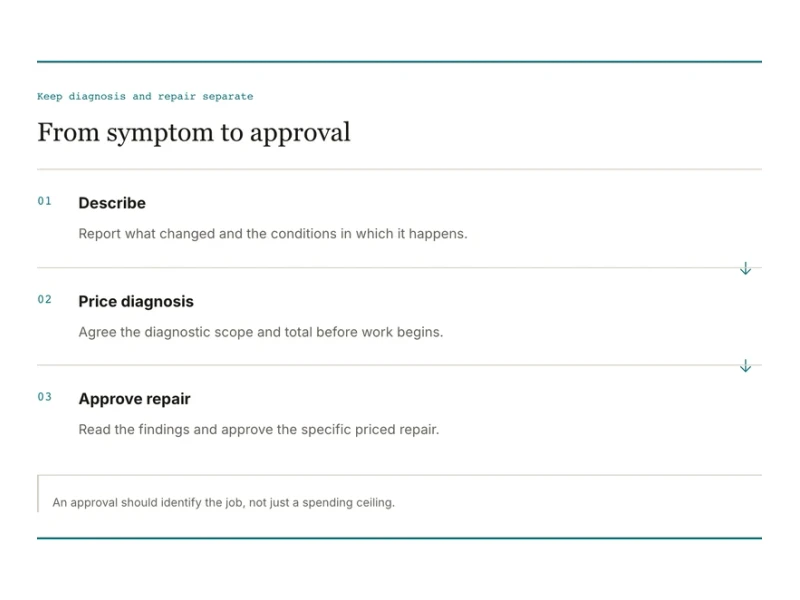 Keep diagnosis and repair separate
From symptom to approval
01
Describe
Report what changed and the conditions in which it happens.
02
Price diagnosis
Agree the diagnostic scope and total before work begins.
03
Approve repair
Read the findings and approve the specific priced repair.
An approval should identify the job, not just a spending ceiling.